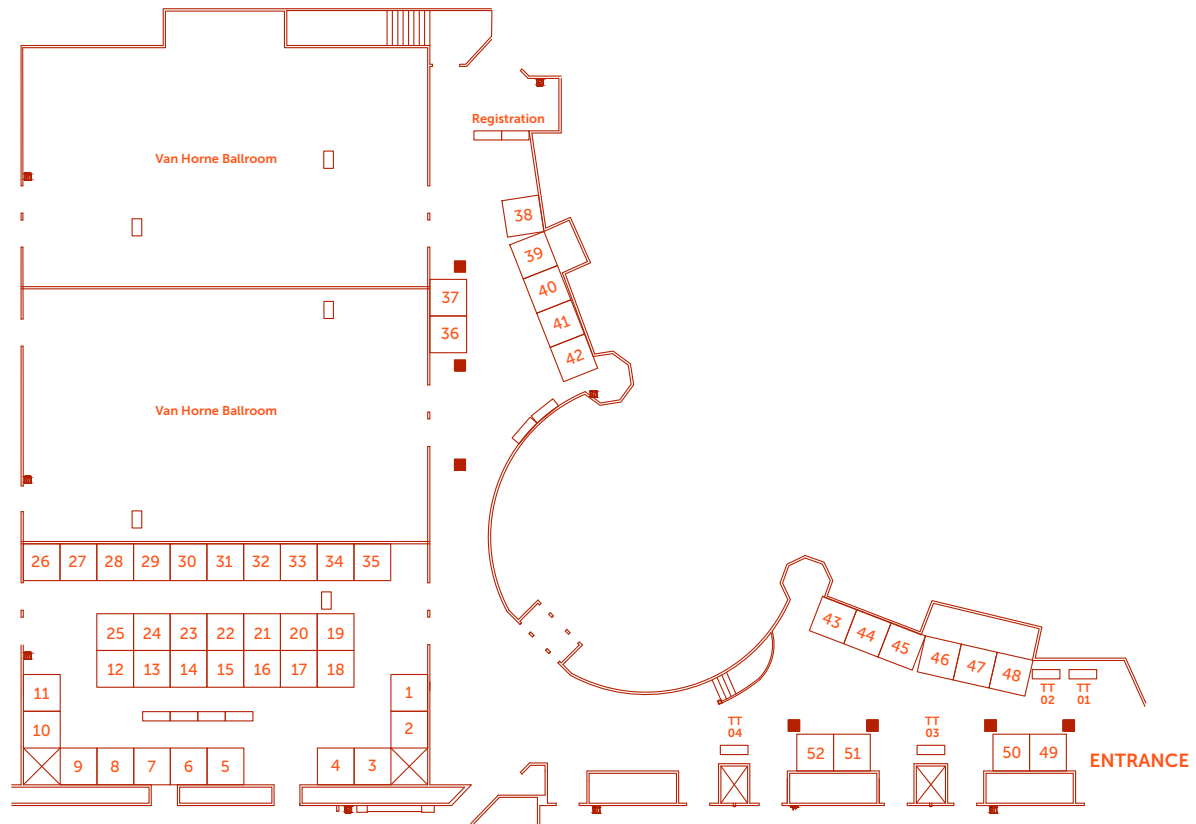 Registration
Van Horne Ballroom
38
39
37
40
36
41
42
Van Horne Ballroom
26 27 28 29 30 31 32 33 34 35
25 24 23 22 21 20 19
12 13 14 15 16 17 18
11
1
10
2
9 8 7 6 5
4 3
43
44
45
46
47
48
TT
02
TT
01
TT
04
TT
03
52 51
50 49
ENTRANCE